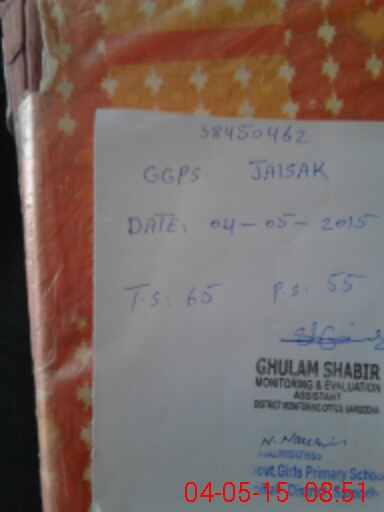 38450462
GGPS. JAISAK
DATE: 04-05-2015
T.S: 65 P.S: 55
GHULAM SHABIR
MONITORING & EVALUATION
ASSISTANT
DISTRICT MONITORING OFFICE SARGODHA
Govt. Girls Primary School
04-05-15 08:51